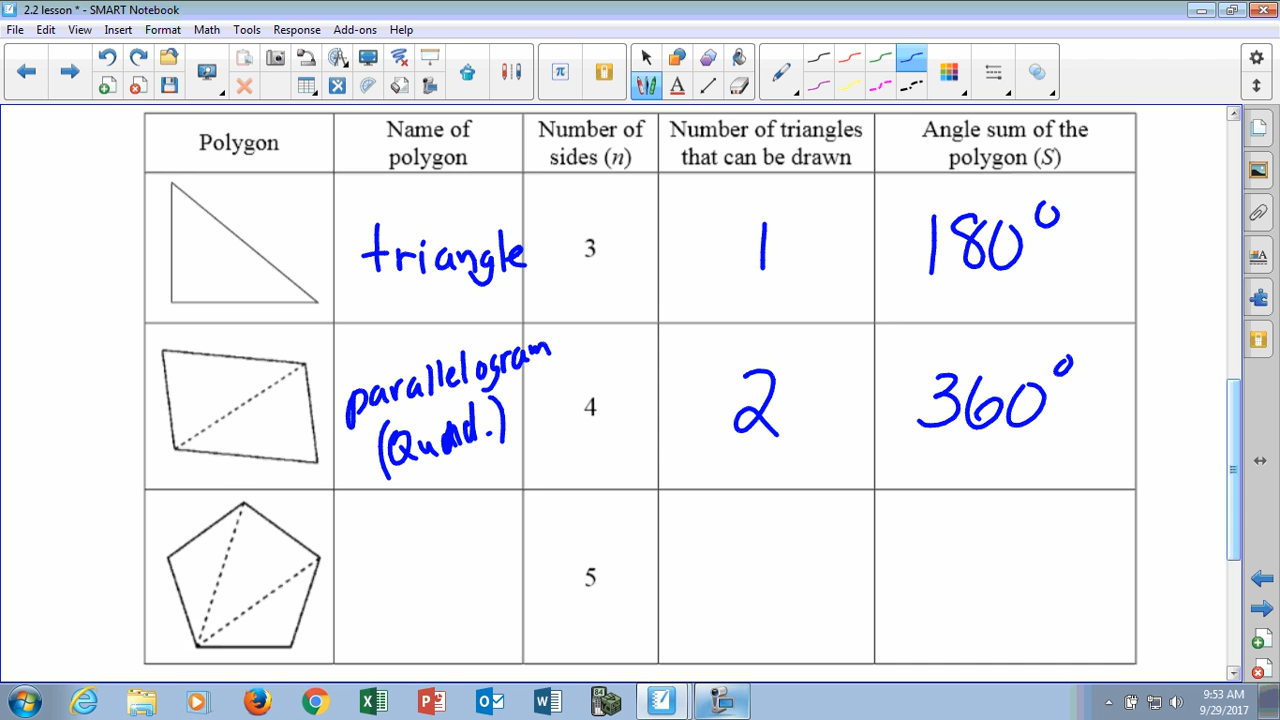 2.2 lesson * - SMART Notebook
File Edit View Insert Format Math Tools Response Add-ons Help
Polygon
Name of
polygon
Number of
sides (n)
Number of triangles
that can be drawn
Angle sum of the
polygon (S)
triangle
3
1
180°
parallelogram
(Quad.)
4
2
360°
5
9:53 AM
9/29/2017